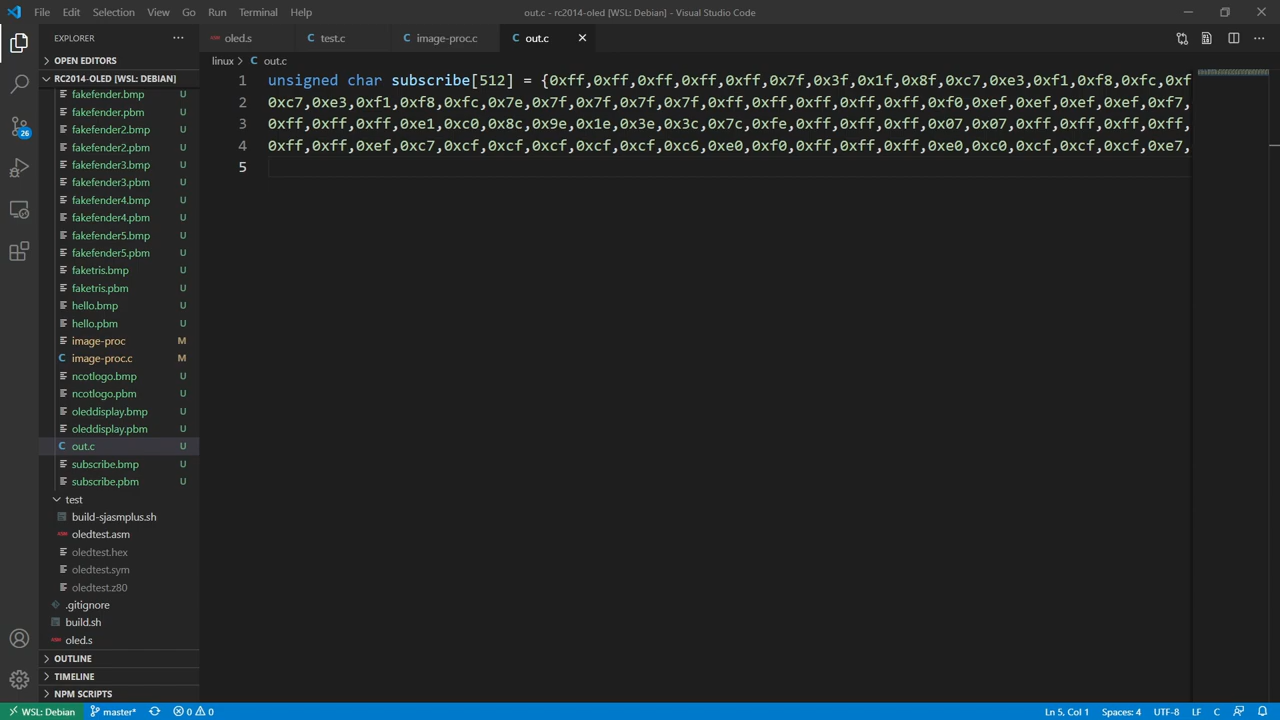 File Edit Selection View Go Run Terminal Help
out.c - rc2014-oled [WSL: Debian] - Visual Studio Code
EXPLORER
OPEN EDITORS
RC2014-OLED [WSL: DEBIAN]
fakefender.bmp U
fakefender.pbm U
fakefender2.bmp U
fakefender2.pbm U
fakefender3.bmp U
fakefender3.pbm U
fakefender4.bmp U
fakefender4.pbm U
fakefender5.bmp U
fakefender5.pbm U
faketris.bmp U
faketris.pbm U
hello.bmp U
hello.pbm U
image-proc M
C image-proc.c M
ncotlogo.bmp U
ncotlogo.pbm U
oleddisplay.bmp U
oleddisplay.pbm U
C out.c U
subscribe.bmp U
subscribe.pbm U
test
build-sjasmplus.sh
oledtest.asm
oledtest.hex
oledtest.sym
oledtest.z80
.gitignore
build.sh
oled.s
OUTLINE
TIMELINE
NPM SCRIPTS
26
oled.s C test.c C image-proc.c C out.c
linux > C out.c
1 unsigned char subscribe[512] = {0xff,0xff,0xff,0xff,0xff,0x7f,0x3f,0x1f,0x8f,0xc7,0xe3,0xf1,0xf8,0xfc,0xf
2 0xc7,0xe3,0xf1,0xf8,0xfc,0x7e,0x7f,0x7f,0x7f,0x7f,0xff,0xff,0xff,0xff,0xf0,0xef,0xef,0xef,0xef,0xf7,
3 0xff,0xff,0xff,0xe1,0xc0,0x8c,0x9e,0x1e,0x3e,0x3c,0x7c,0xfe,0xff,0xff,0xff,0x07,0x07,0xff,0xff,0xff,0xff,
4 0xff,0xff,0xef,0xc7,0xcf,0xcf,0xcf,0xcf,0xcf,0xc6,0xe0,0xf0,0xff,0xff,0xff,0xe0,0xc0,0xcf,0xcf,0xcf,0xe7,
5
WSL: Debian master* 0 0 Ln 5, Col 1 Spaces: 4 UTF-8 LF C